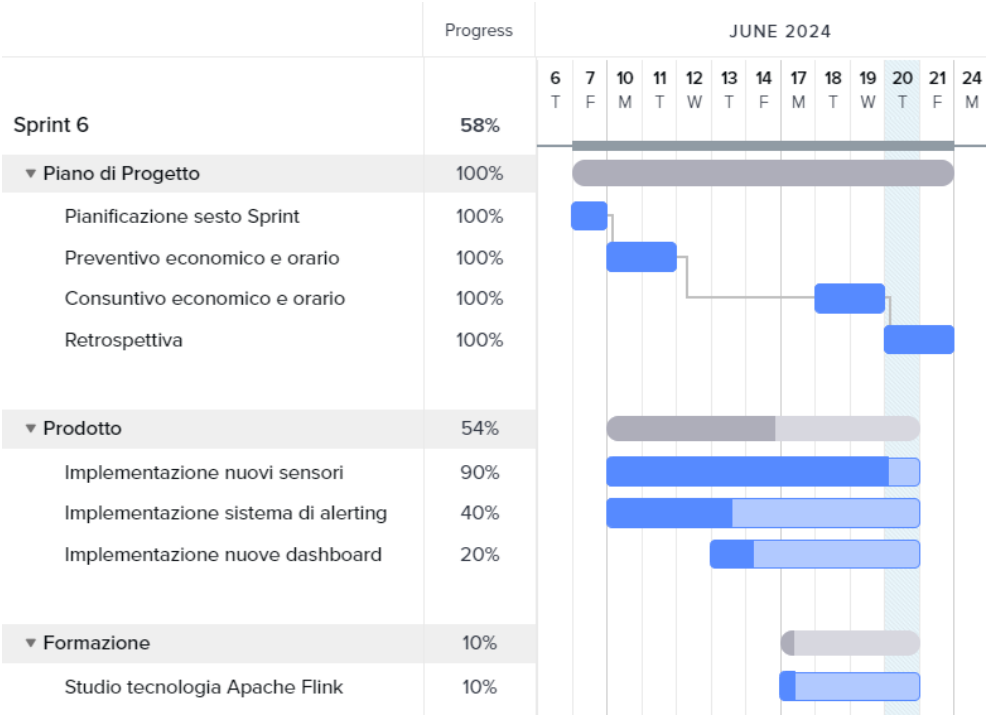 Progress JUNE 2024
6 7 10 11 12 13 14 17 18 19 20 21 24
T F M T W T F M T W T F M
Sprint 6 58%
Piano di Progetto 100%
Pianificazione sesto Sprint 100%
Preventivo economico e orario 100%
Consuntivo economico e orario 100%
Retrospettiva 100%
Prodotto 54%
Implementazione nuovi sensori 90%
Implementazione sistema di alerting 40%
Implementazione nuove dashboard 20%
Formazione 10%
Studio tecnologia Apache Flink 10%